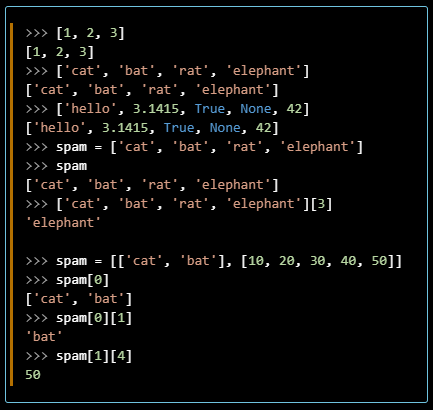 >>> [1, 2, 3]
[1, 2, 3]
>>> ['cat', 'bat', 'rat', 'elephant']
['cat', 'bat', 'rat', 'elephant']
>>> ['hello', 3.1415, True, None, 42]
['hello', 3.1415, True, None, 42]
>>> spam = ['cat', 'bat', 'rat', 'elephant']
>>> spam
['cat', 'bat', 'rat', 'elephant']
>>> ['cat', 'bat', 'rat', 'elephant'][3]
'elephant'
>>> spam = [['cat', 'bat'], [10, 20, 30, 40, 50]]
>>> spam[0]
['cat', 'bat']
>>> spam[0][1]
'bat'
>>> spam[1][4]
50